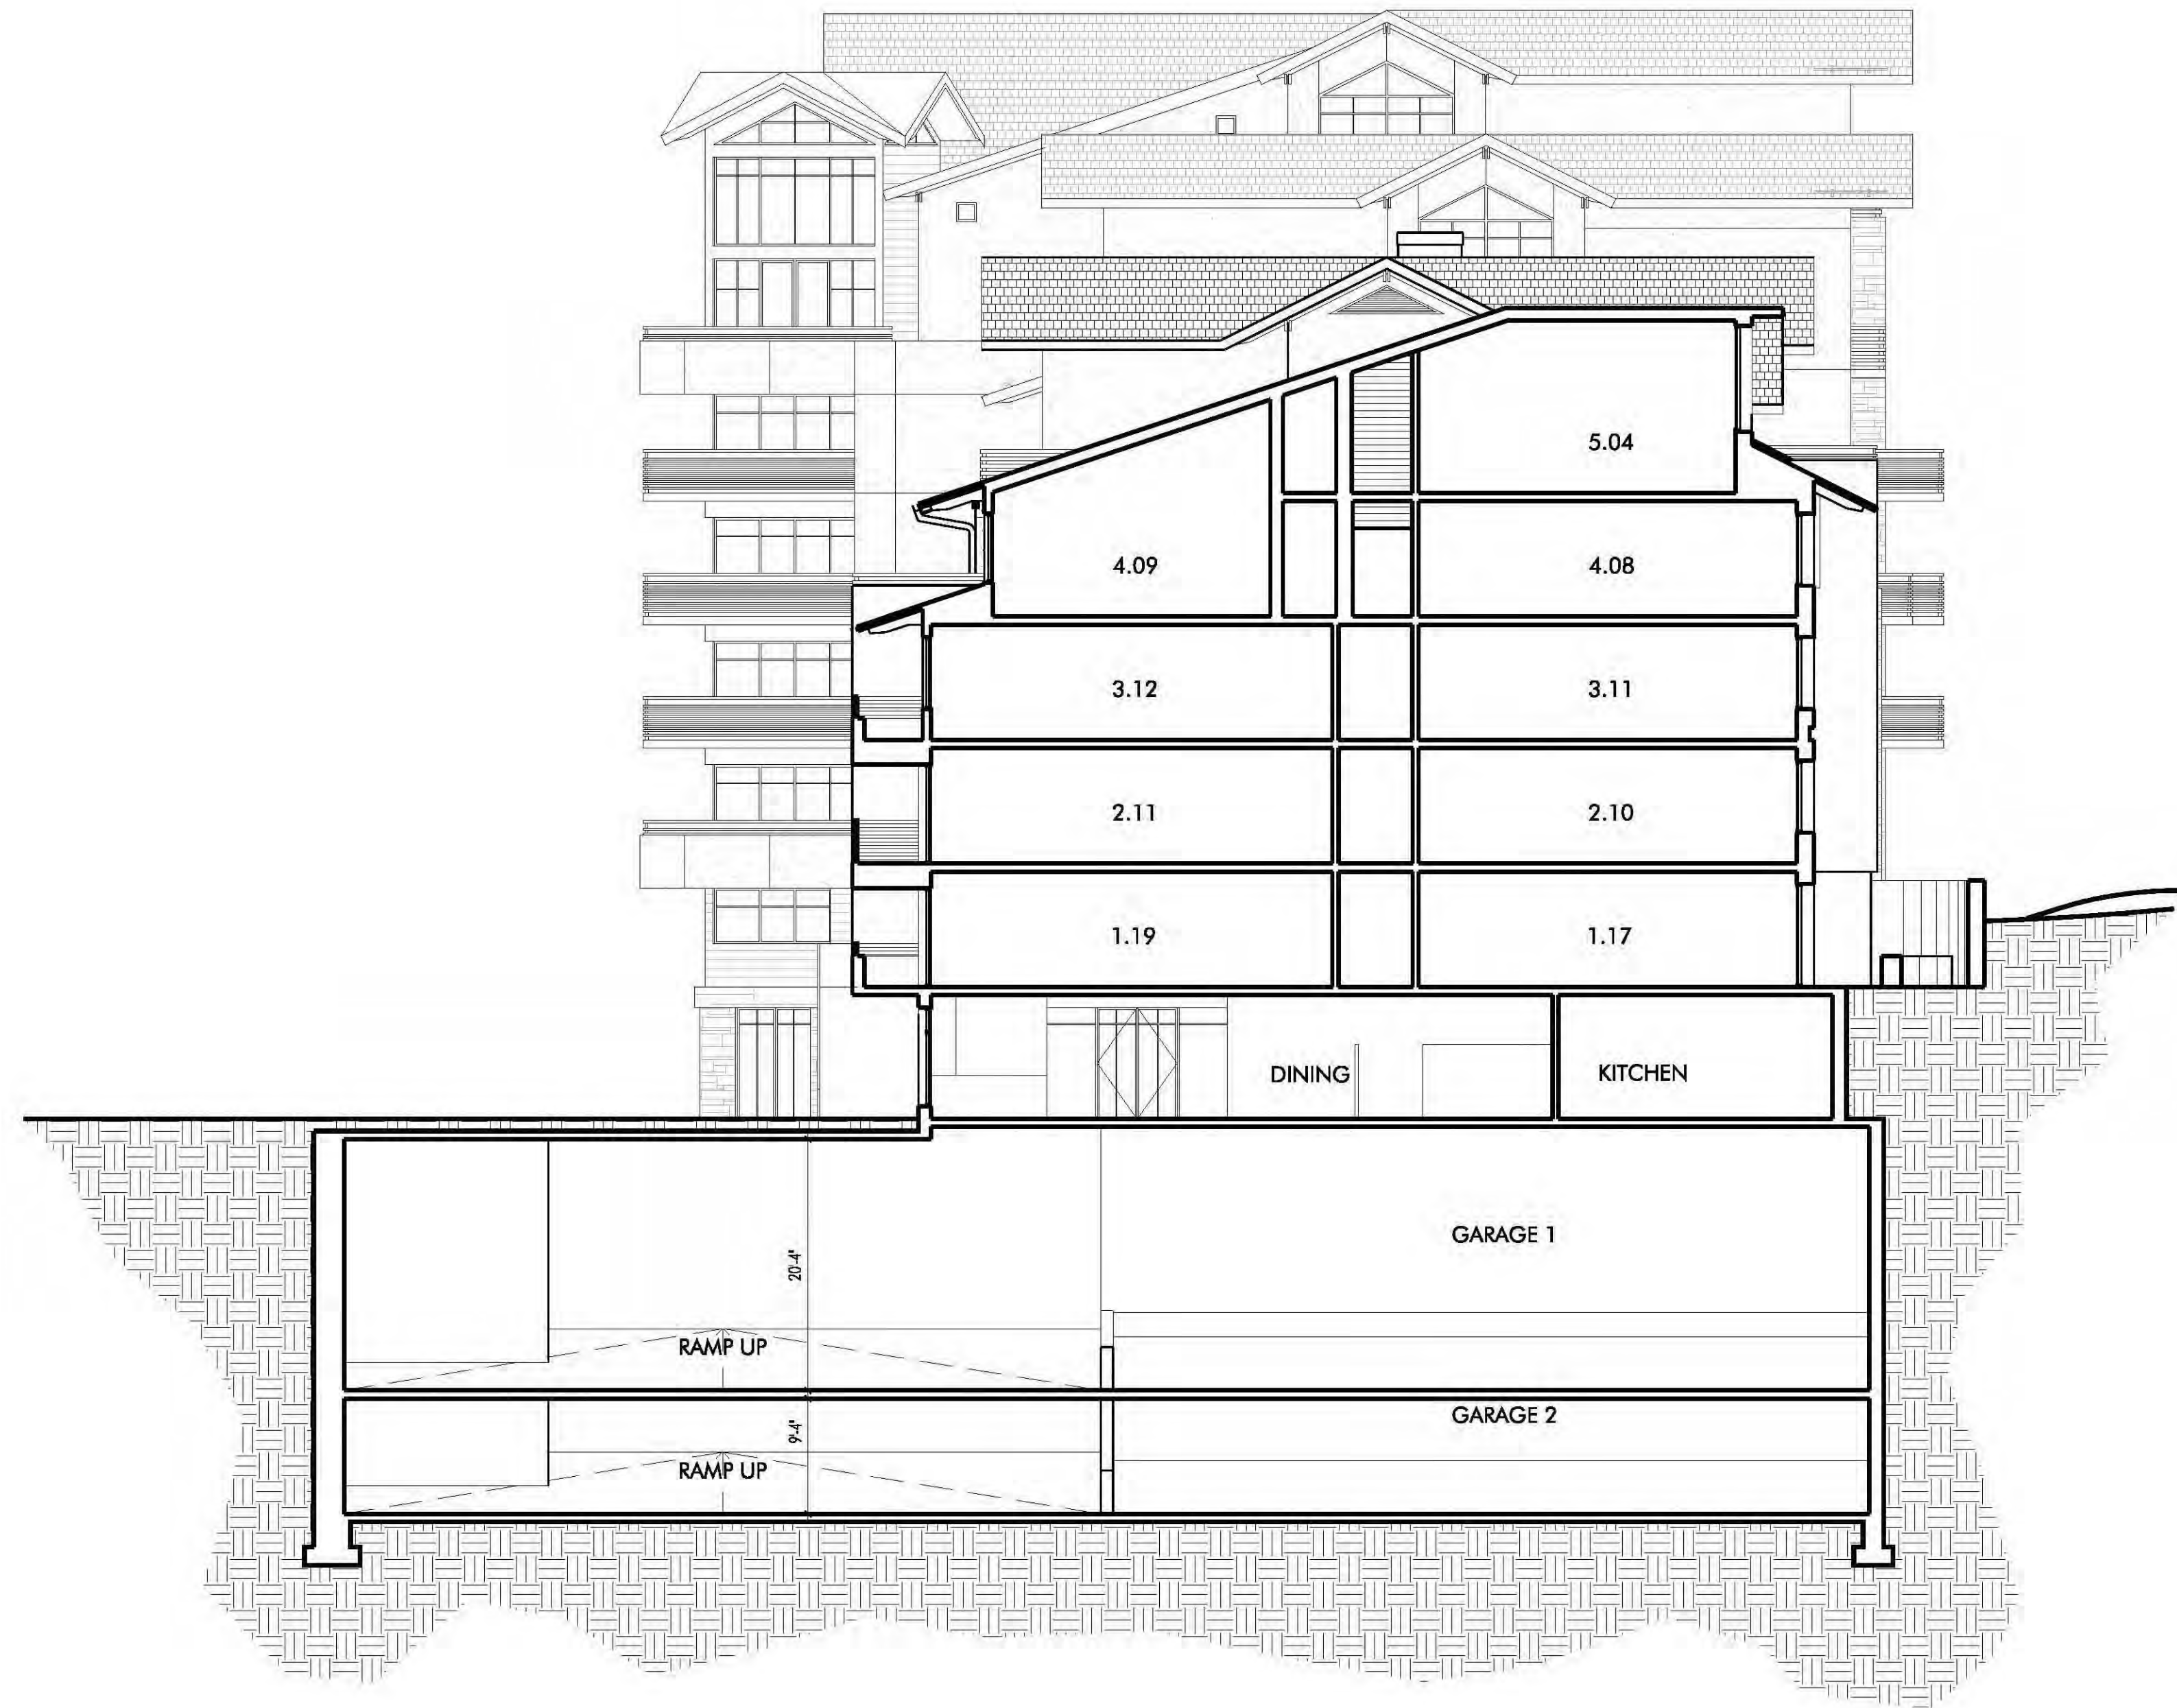 5.04
4.09
4.08
3.12
3.11
2.11
2.10
1.19
1.17
DINING
KITCHEN
GARAGE 1
20'-4"
RAMP UP
GARAGE 2
9'-4"
RAMP UP